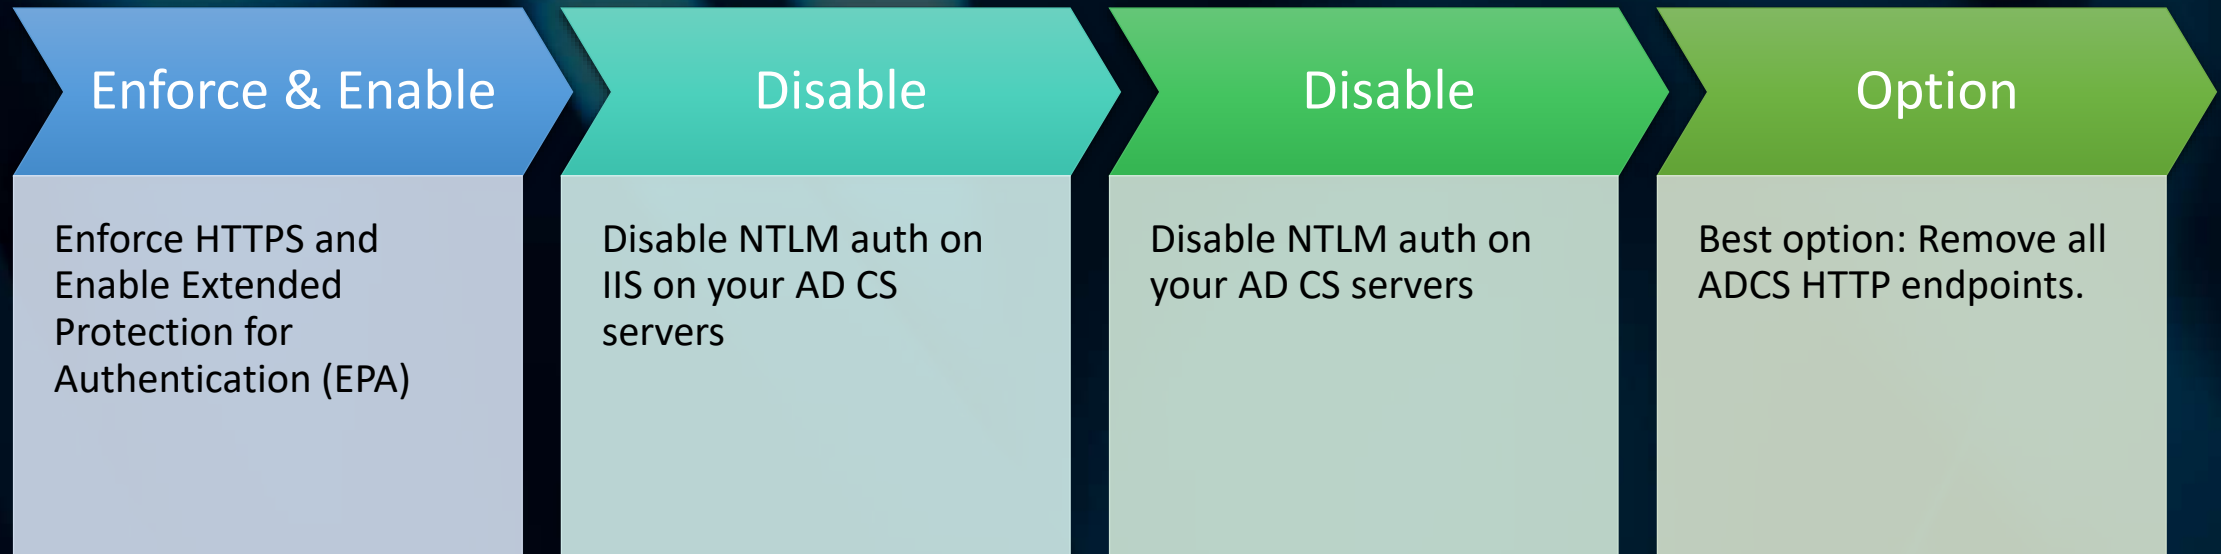 Enforce & Enable
Enforce HTTPS and
Enable Extended
Protection for
Authentication (EPA)
Disable
Disable NTLM auth on
IIS on your AD CS
servers
Disable
Disable NTLM auth on
your AD CS servers
Option
Best option: Remove all
ADCS HTTP endpoints.